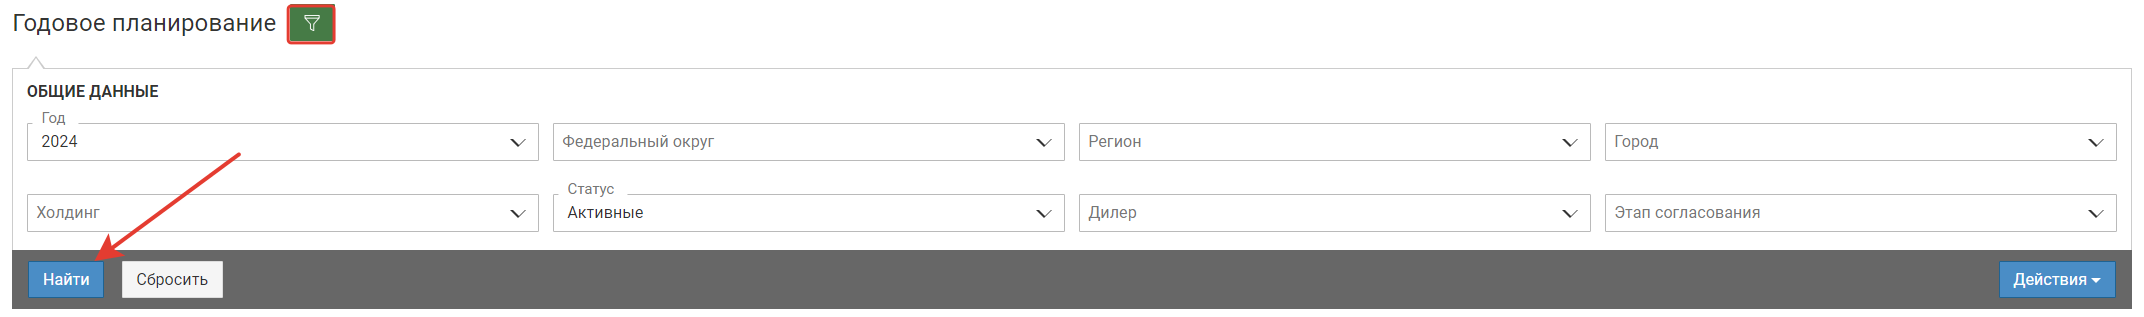 Годовое планирование
ОБЩИЕ ДАННЫЕ
Год
2024
Федеральный округ
Регион
Город
Холдинг
Статус
Активные
Дилер
Этап согласования
Найти
Сбросить
Действия